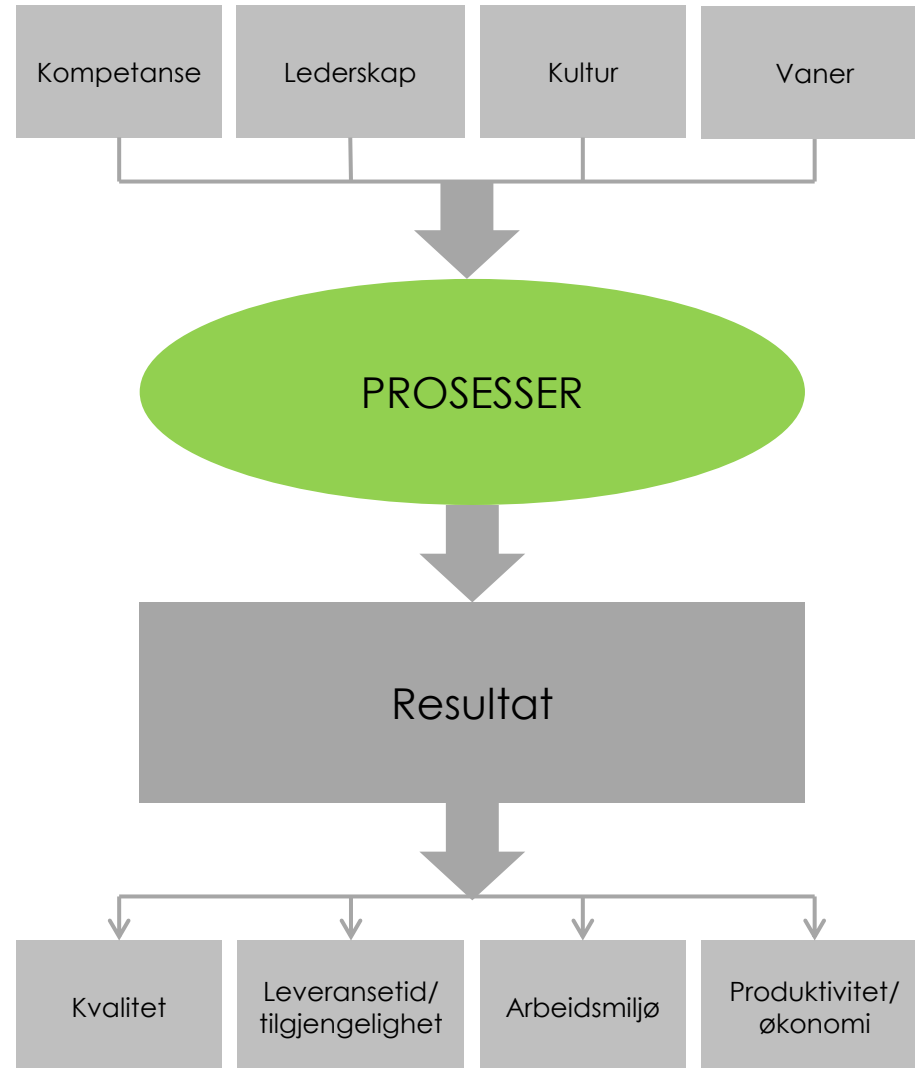 Kompetanse
Lederskap
Kultur
Vaner
PROSESSER
Resultat
Kvalitet
Leveransetid/
tilgjengelighet
Arbeidsmiljø
Produktivitet/
økonomi